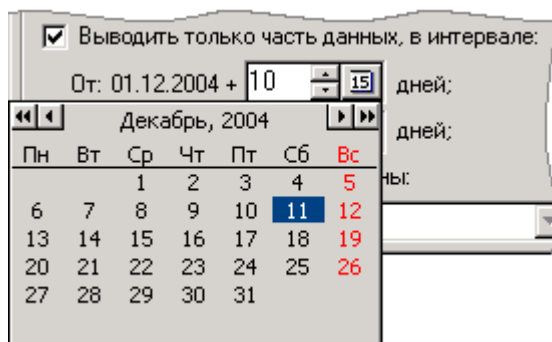 Выводить только часть данных, в интервале:
От: 01.12.2004 + 10 15 дней;
дней;
ны:
Декабрь, 2004
Пн Вт Ср Чт Пт Сб Вс
1 2 3 4 5
6 7 8 9 10 11 12
13 14 15 16 17 18 19
20 21 22 23 24 25 26
27 28 29 30 31